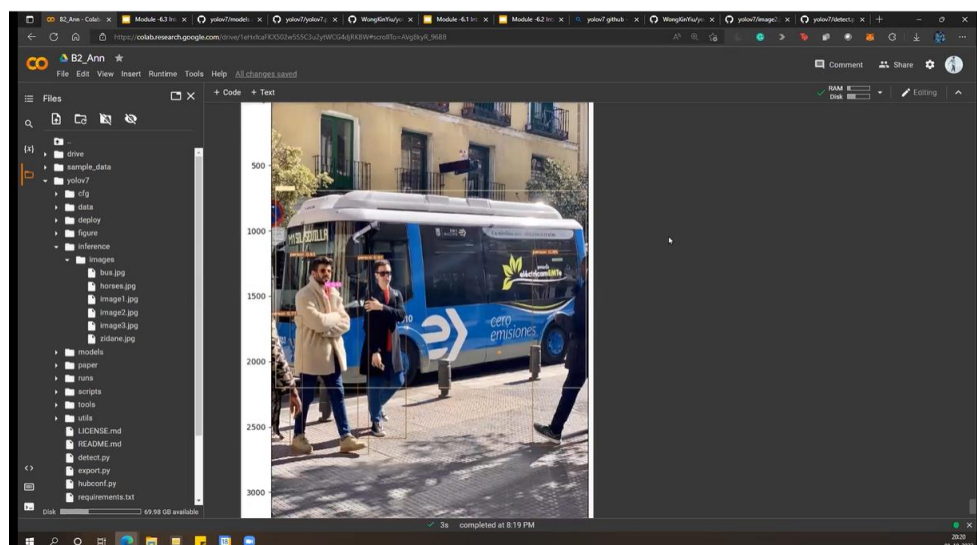 B2_Ann - Colab
Module -6.3 Int
yolov7/models
yolov7/yolov7.p
WongKinYiu/yo
Module -6.1 Int
Module -6.2 Int
yolov7 github
WongKinYiu/yo
yolov7/image2.
yolov7/detect.p
B2_Ann
File Edit View Insert Runtime Tools Help All changes saved
Comment Share
Files
+ Code + Text
RAM
Disk
Editing
..
drive
sample_data
yolov7
cfg
data
deploy
figure
inference
images
bus.jpg
horses.jpg
image1.jpg
image2.jpg
image3.jpg
zidane.jpg
models
paper
runs
scripts
tools
utils
LICENSE.md
README.md
detect.py
export.py
hubconf.py
requirements.txt
Disk 69.98 GB available
500
1000
1500
2000
2500
3000
cero
emisiones
3s completed at 8:19 PM
20:20